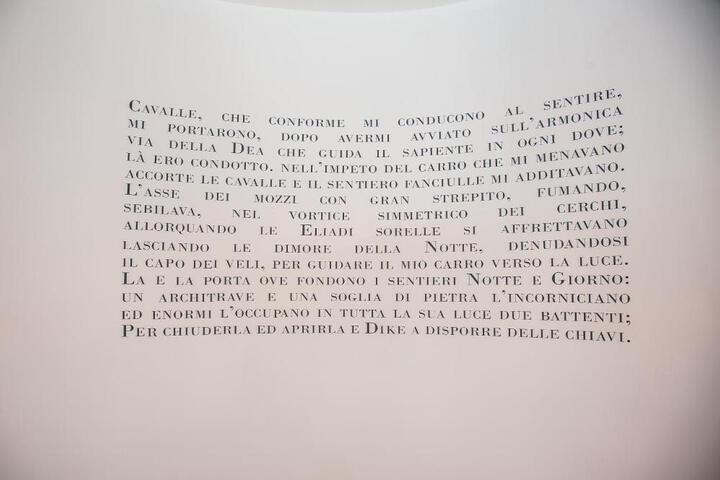 Cavalle, che conforme mi conducono al sentire,
mi portarono, dopo avermi avviato sull'armonica
via della Dea che guida il sapiente in ogni dove;
là ero condotto. nell'impeto del carro che mi menavano
accorte le cavalle e il sentiero fanciulle mi additavano.
L'asse dei mozzi con gran strepito, fumando,
sebilava, nel vortice simmetrico dei cerchi,
allorquando le Eliadi sorelle si affrettavano
lasciando le dimore della Notte, denudandosi
il capo dei veli, per guidare il mio carro verso la luce.
La e la porta ove fondono i sentieri Notte e Giorno:
un architrave e una soglia di pietra l'incorniciano
ed enormi l'occupano in tutta la sua luce due battenti;
Per chiuderla ed aprirla e Dike a disporre delle chiavi.